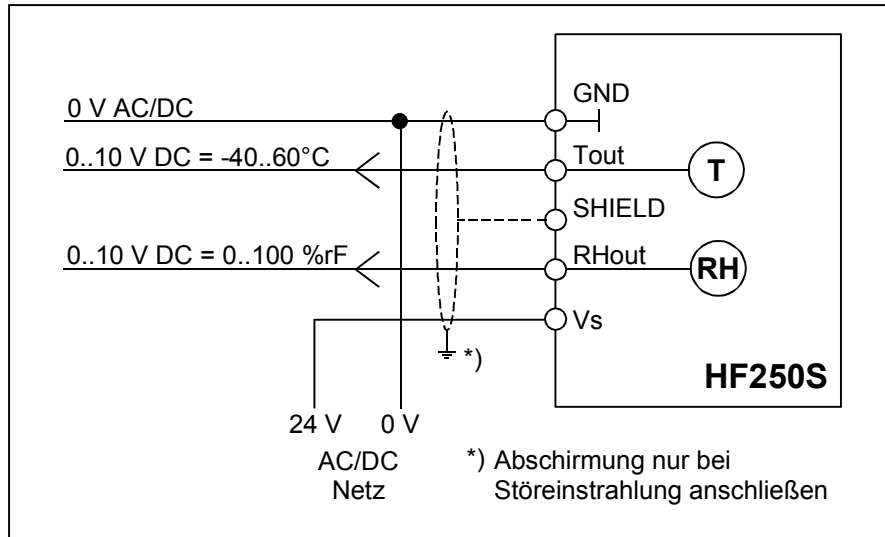 GND
0 V AC/DC
0..10 V DC = -40..60°C
Tout
T
SHIELD
0..10 V DC = 0..100 %rF
RHout
RH
Vs
*)
HF250S
24 V
0 V
AC/DC
Netz
*) Abschirmung nur bei
Störeinstrahlung anschließen